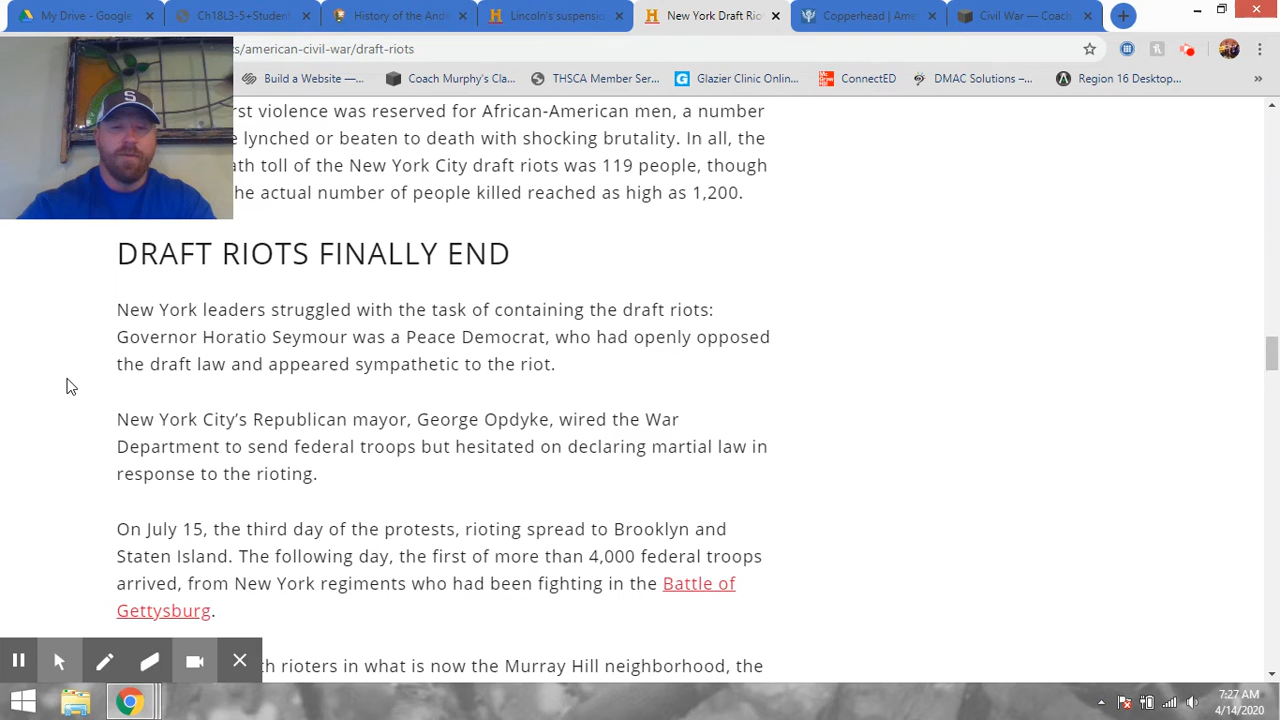 My Drive - Google
Ch18L3-5+Student
History of the And
Lincoln's suspensio
New York Draft Rio
Copperhead | Ame
Civil War — Coach
s/american-civil-war/draft-riots
Build a Website —...
Coach Murphy's Cla...
THSCA Member Ser...
Glazier Clinic Onlin...
ConnectED
DMAC Solutions –...
Region 16 Desktop...
rst violence was reserved for African-American men, a number
e lynched or beaten to death with shocking brutality. In all, the
ath toll of the New York City draft riots was 119 people, though
he actual number of people killed reached as high as 1,200.
DRAFT RIOTS FINALLY END
New York leaders struggled with the task of containing the draft riots:
Governor Horatio Seymour was a Peace Democrat, who had openly opposed
the draft law and appeared sympathetic to the riot.
New York City's Republican mayor, George Opdyke, wired the War
Department to send federal troops but hesitated on declaring martial law in
response to the rioting.
On July 15, the third day of the protests, rioting spread to Brooklyn and
Staten Island. The following day, the first of more than 4,000 federal troops
arrived, from New York regiments who had been fighting in the Battle of
Gettysburg.
th rioters in what is now the Murray Hill neighborhood, the
7:27 AM
4/14/2020
S